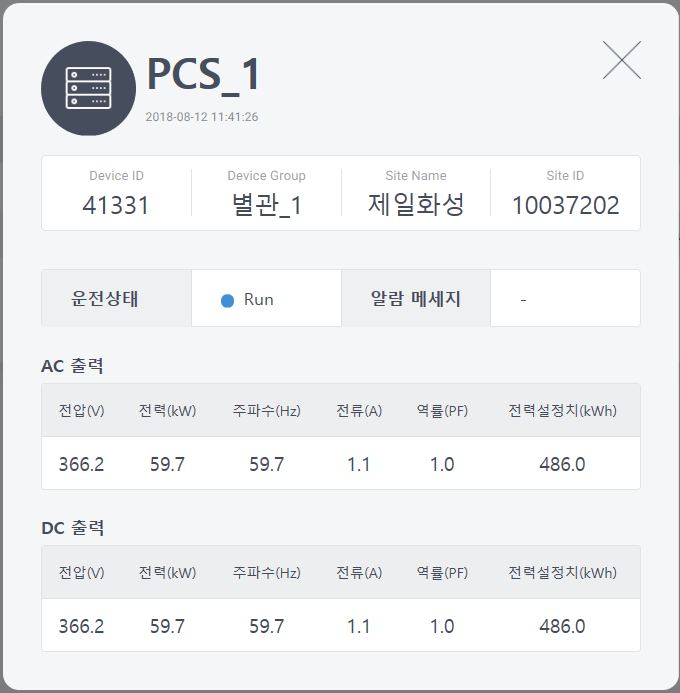 PCS_1
2018-08-12 11:41:26
Device ID Device Group Site Name Site ID
41331 별관_1 제일화성 10037202
운전상태 Run 알람 메세지 -
AC 출력
전압(V) 전력(kW) 주파수(Hz) 전류(A) 역률(PF) 전력설정치(kWh)
366.2 59.7 59.7 1.1 1.0 486.0
DC 출력
전압(V) 전력(kW) 주파수(Hz) 전류(A) 역률(PF) 전력설정치(kWh)
366.2 59.7 59.7 1.1 1.0 486.0